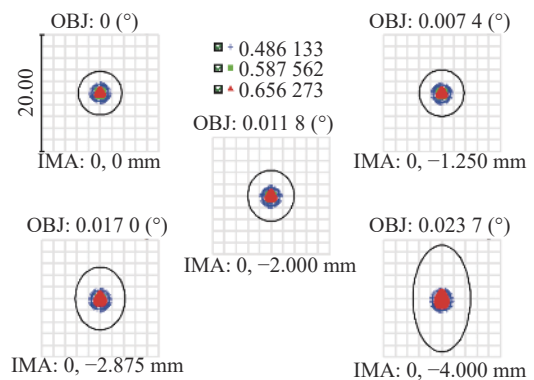 OBJ: 0 (°)
20.00
IMA: 0, 0 mm
0.486 133
0.587 562
0.656 273
OBJ: 0.007 4 (°)
IMA: 0, −1.250 mm
OBJ: 0.011 8 (°)
IMA: 0, −2.000 mm
OBJ: 0.017 0 (°)
IMA: 0, −2.875 mm
OBJ: 0.023 7 (°)
IMA: 0, −4.000 mm